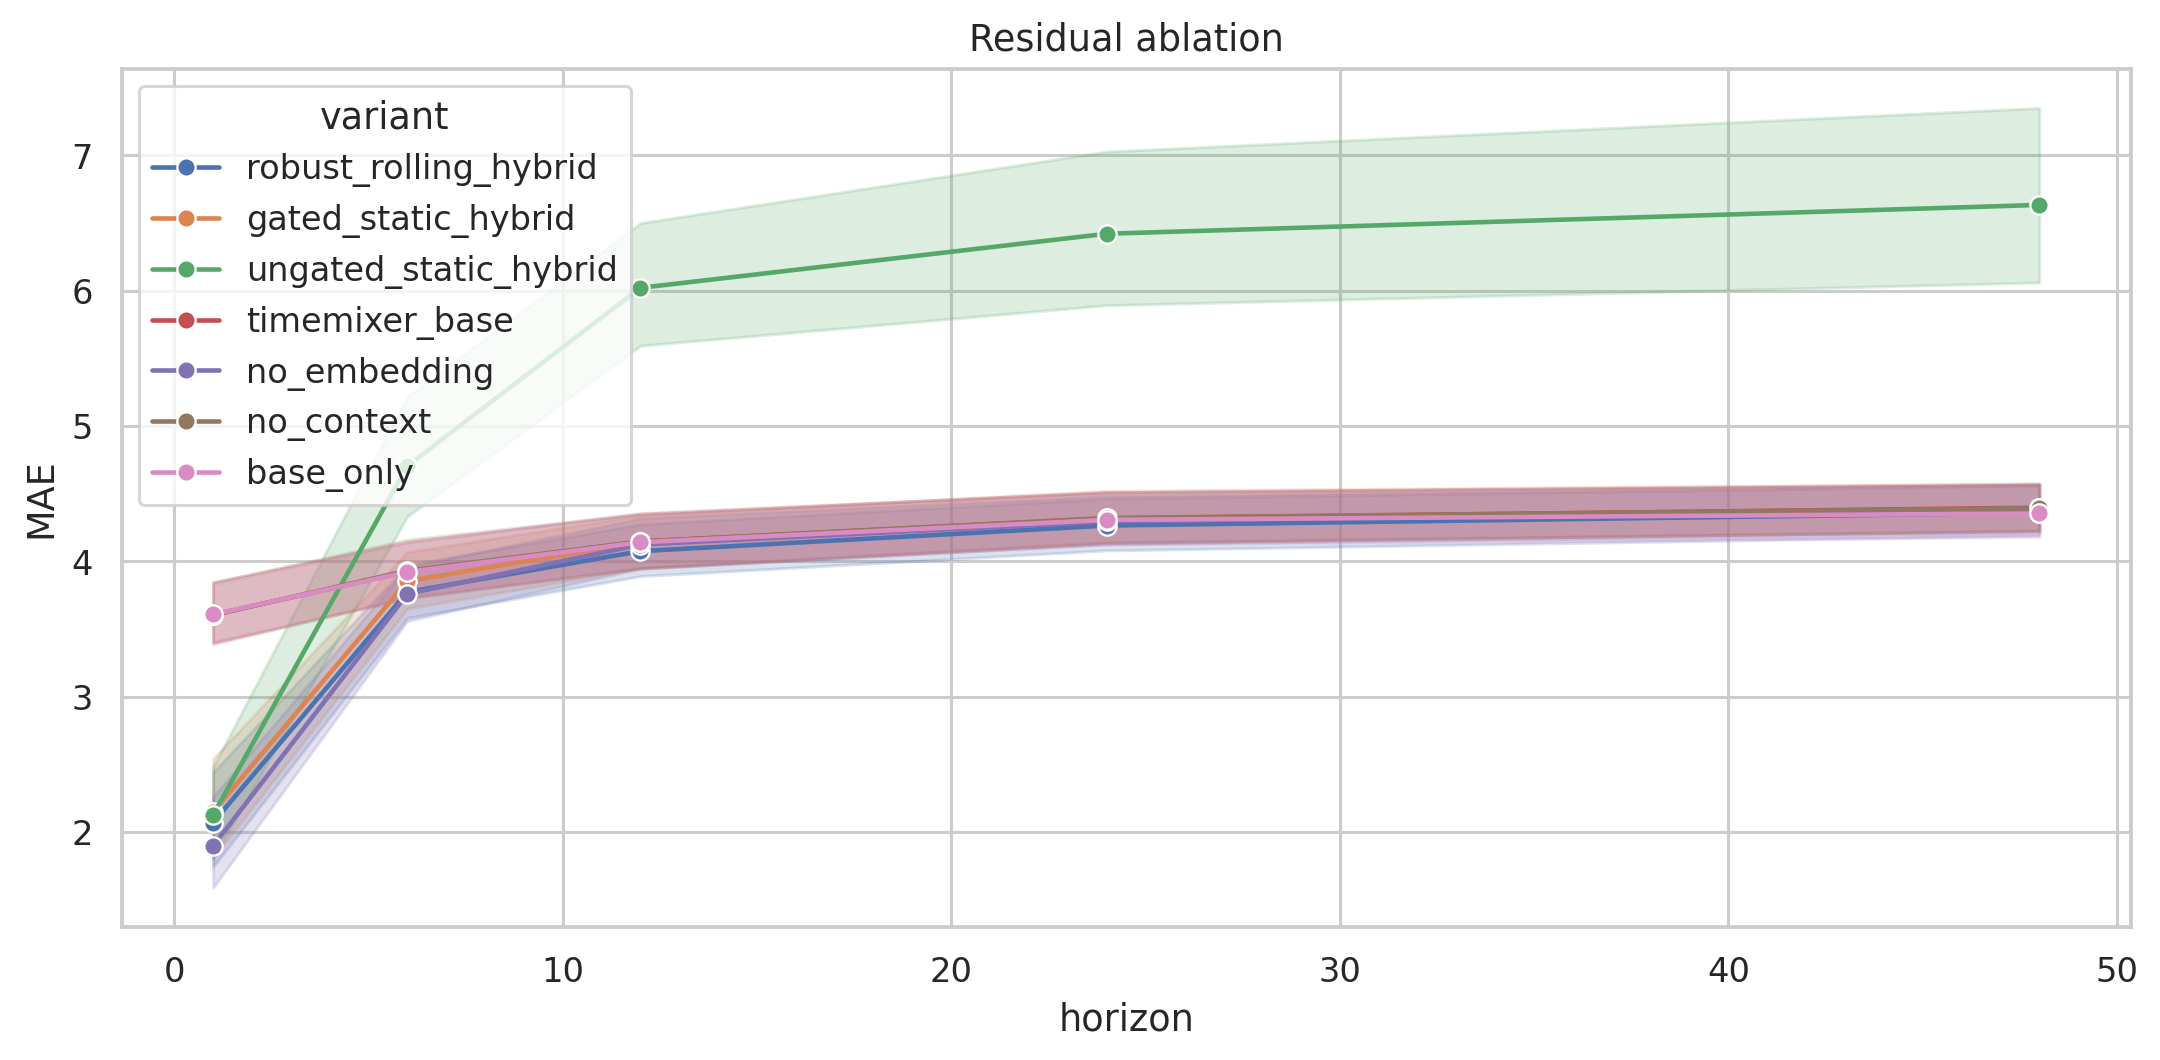 Residual ablation
variant
robust_rolling_hybrid
gated_static_hybrid
ungated_static_hybrid
timemixer_base
no_embedding
no_context
base_only
MAE
7
6
5
4
3
2
0 10 20 30 40 50
horizon